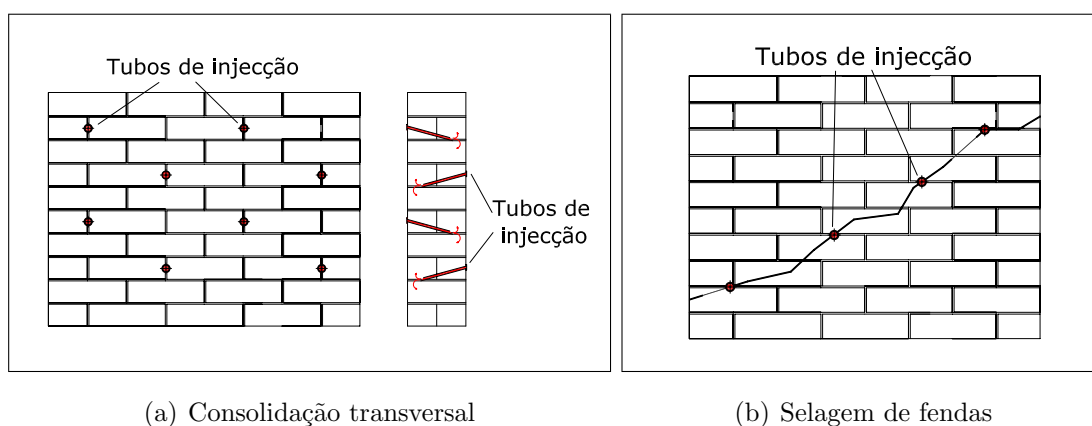 Tubos de injecção
Tubos de
injecção
Tubos de injecção
(a) Consolidação transversal
(b) Selagem de fendas